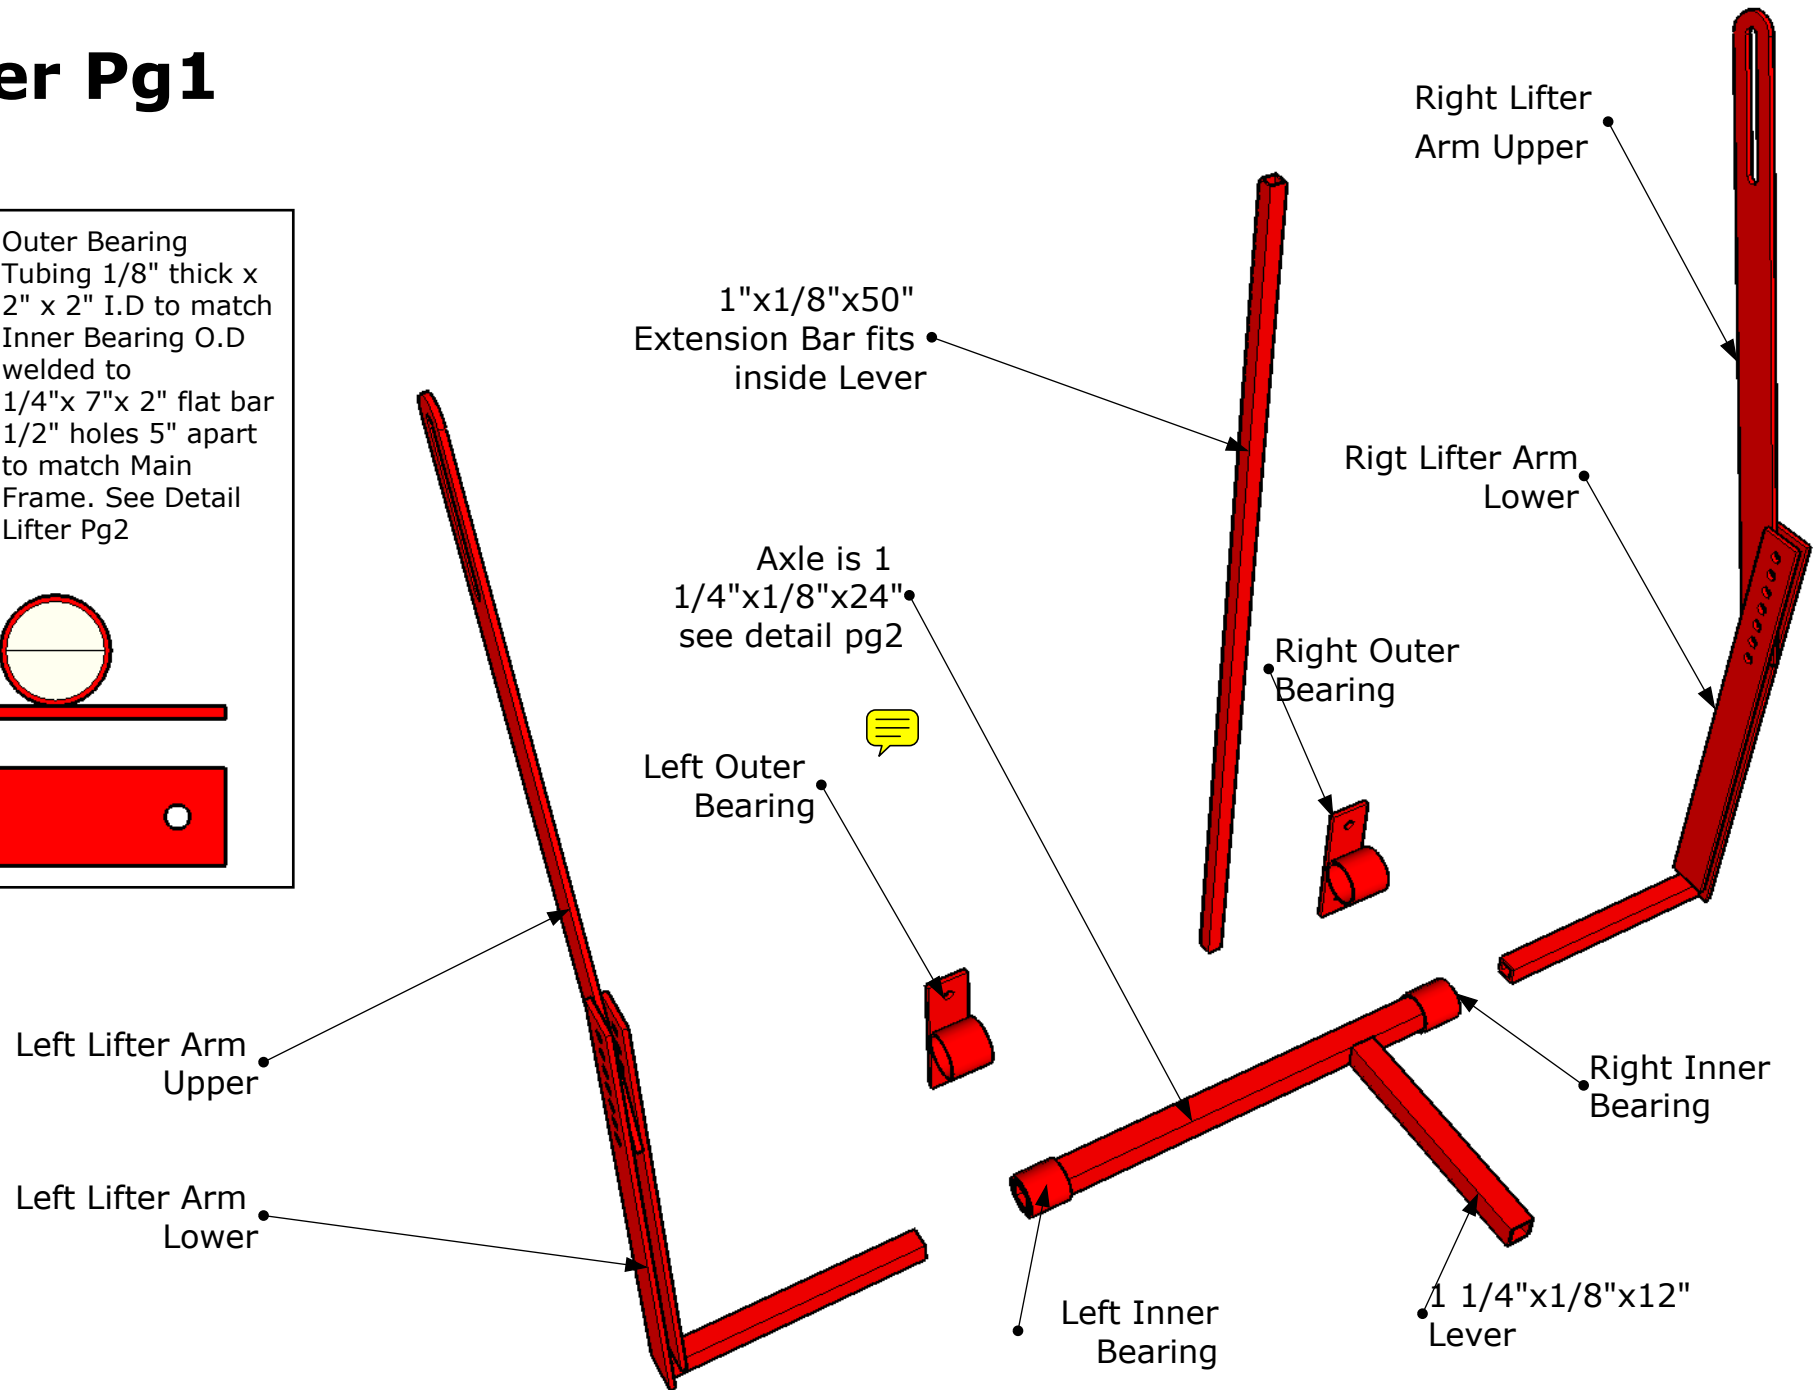 er Pg1
Outer Bearing
Tubing 1/8" thick x
2" x 2" I.D to match
Inner Bearing O.D
welded to
1/4"x 7"x 2" flat bar
1/2" holes 5" apart
to match Main
Frame. See Detail
Lifter Pg2
Right Lifter
Arm Upper
1"x1/8"x50"
Extension Bar fits
inside Lever
Rigt Lifter Arm
Lower
Axle is 1
1/4"x1/8"x24"
see detail pg2
Right Outer
Bearing
Left Outer
Bearing
Left Lifter Arm
Upper
Right Inner
Bearing
Left Lifter Arm
Lower
Left Inner
Bearing
1 1/4"x1/8"x12"
Lever